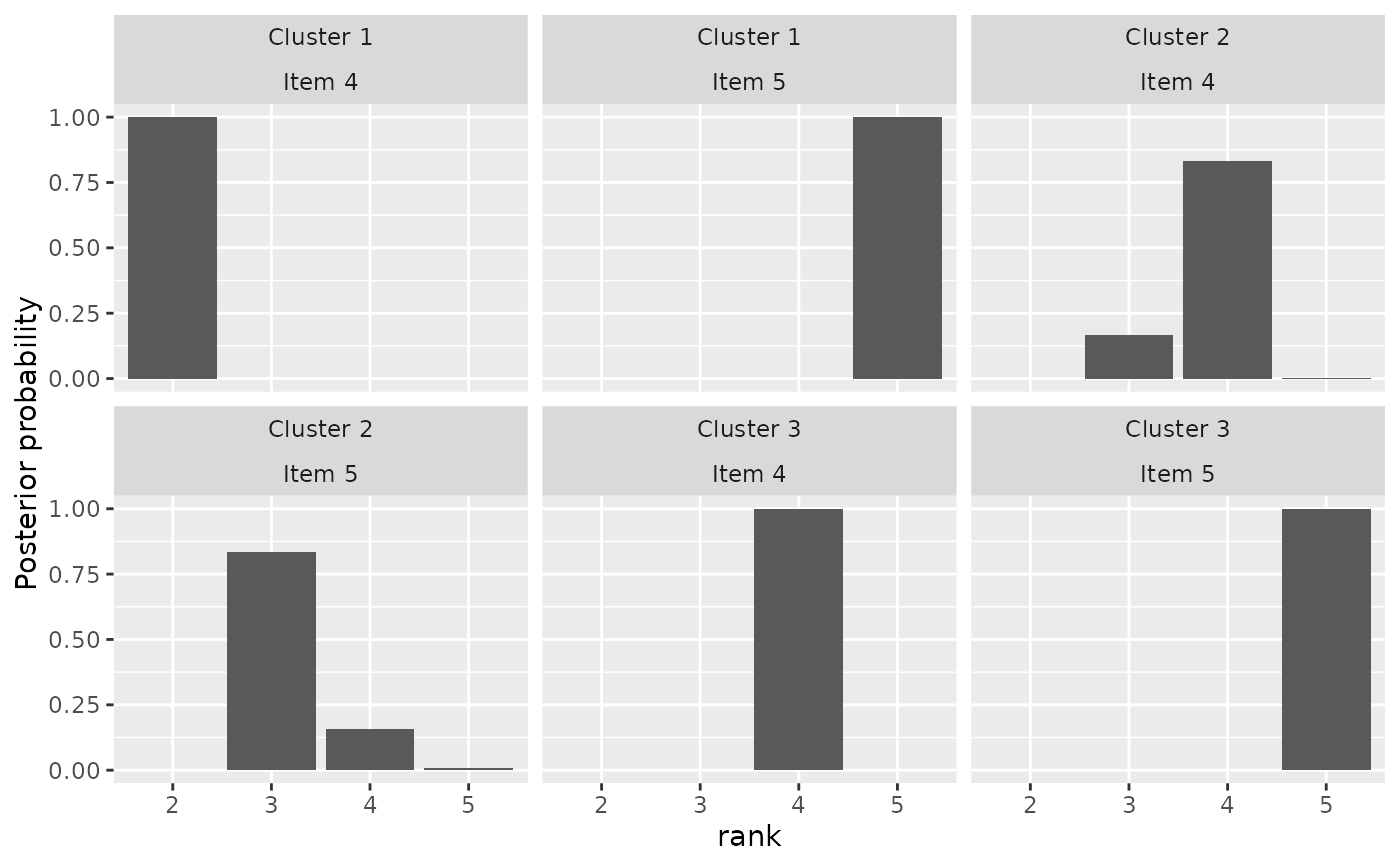 Cluster 1
Item 4
Cluster 1
Item 5
Cluster 2
Item 4
1.00
0.75
0.50
0.25
0.00
Posterior probability
Cluster 2
Item 5
Cluster 3
Item 4
Cluster 3
Item 5
1.00
0.75
0.50
0.25
0.00
2 3 4 5
2 3 4 5
2 3 4 5
rank